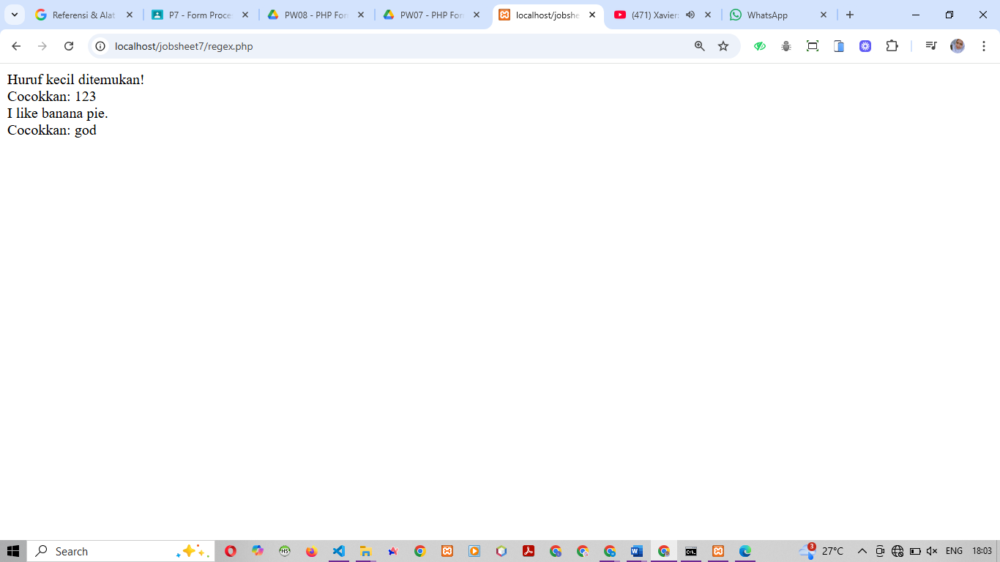 Referensi & Alat
P7 - Form Proce
PW08 - PHP For
PW07 - PHP For
localhost/jobshe
(471) Xavier
WhatsApp
localhost/jobsheet7/regex.php
Huruf kecil ditemukan!
Cocokkan: 123
I like banana pie.
Cocokkan: god
Search
HS
3
27°C
ENG
18:03